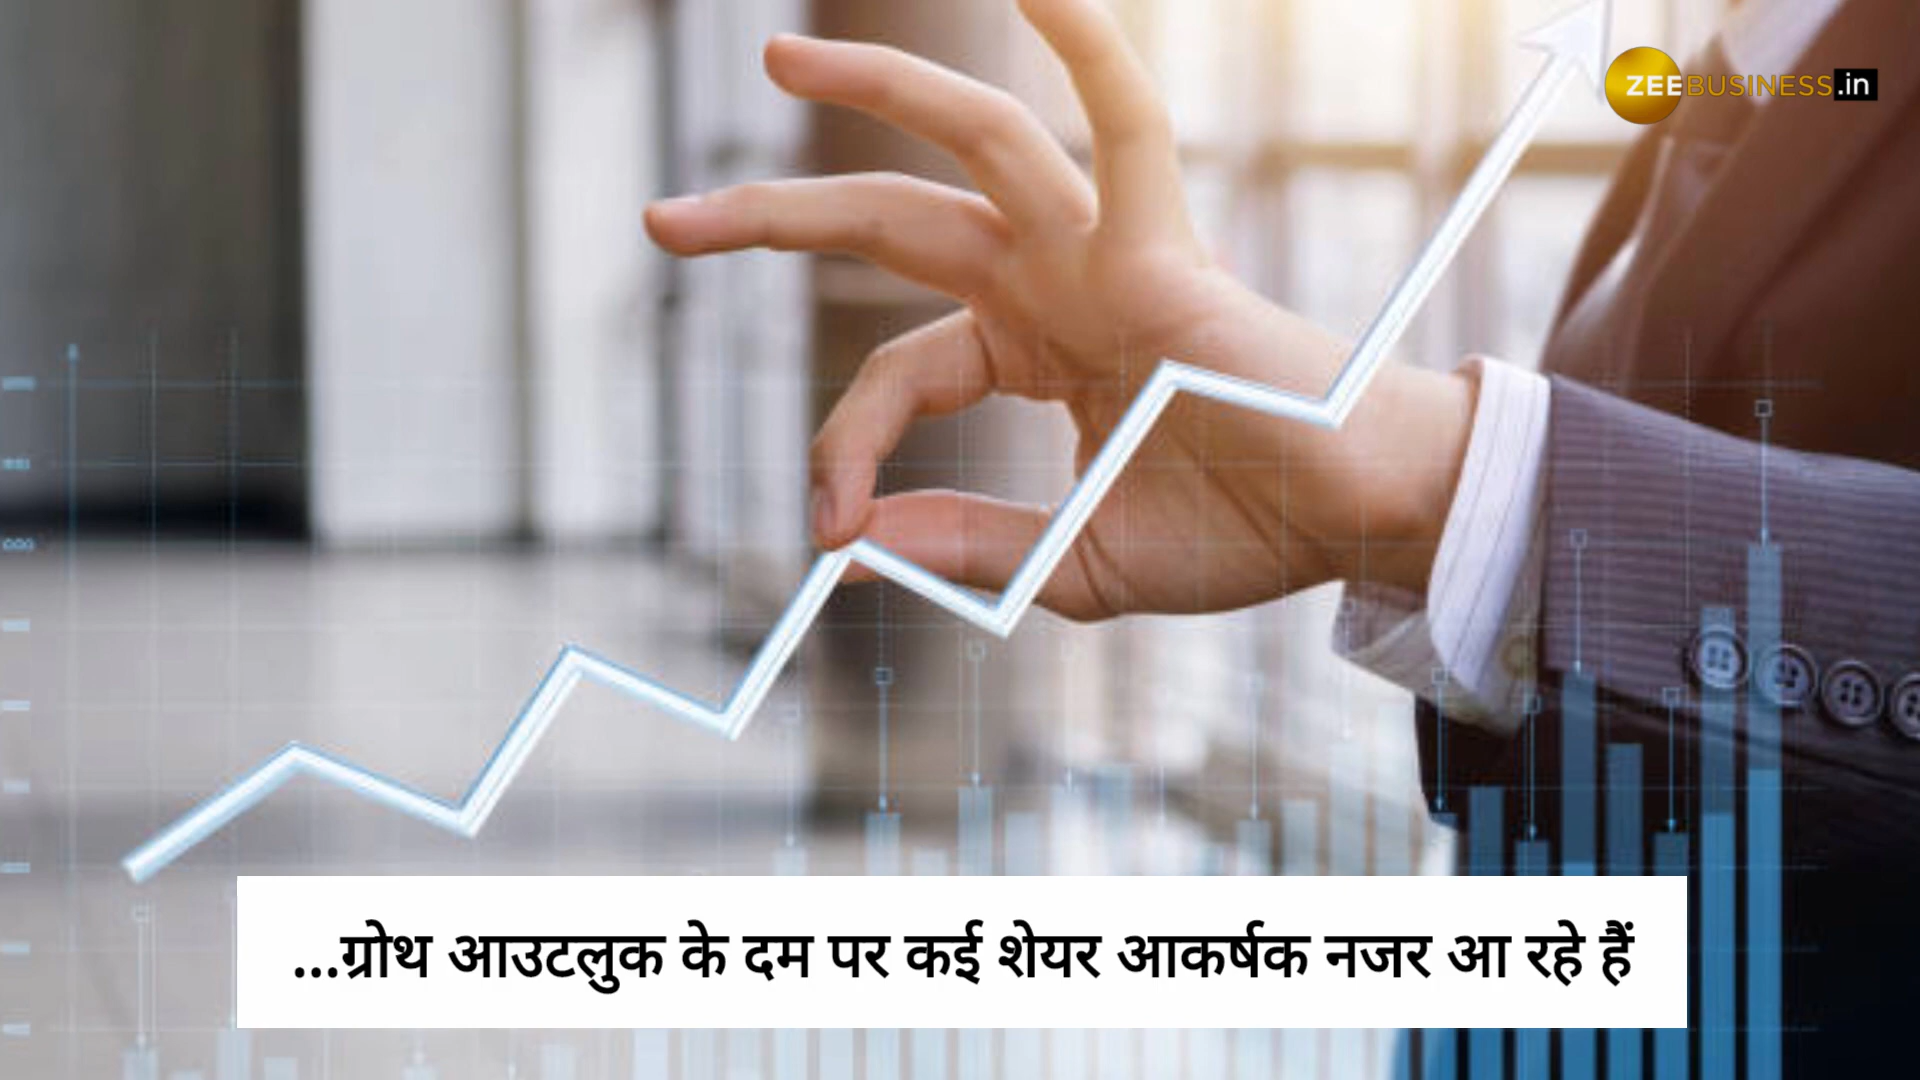 ZEEBUSINESS.in
...ग्रोथ आउटलुक के दम पर कई शेयर आकर्षक नजर आ रहे हैं